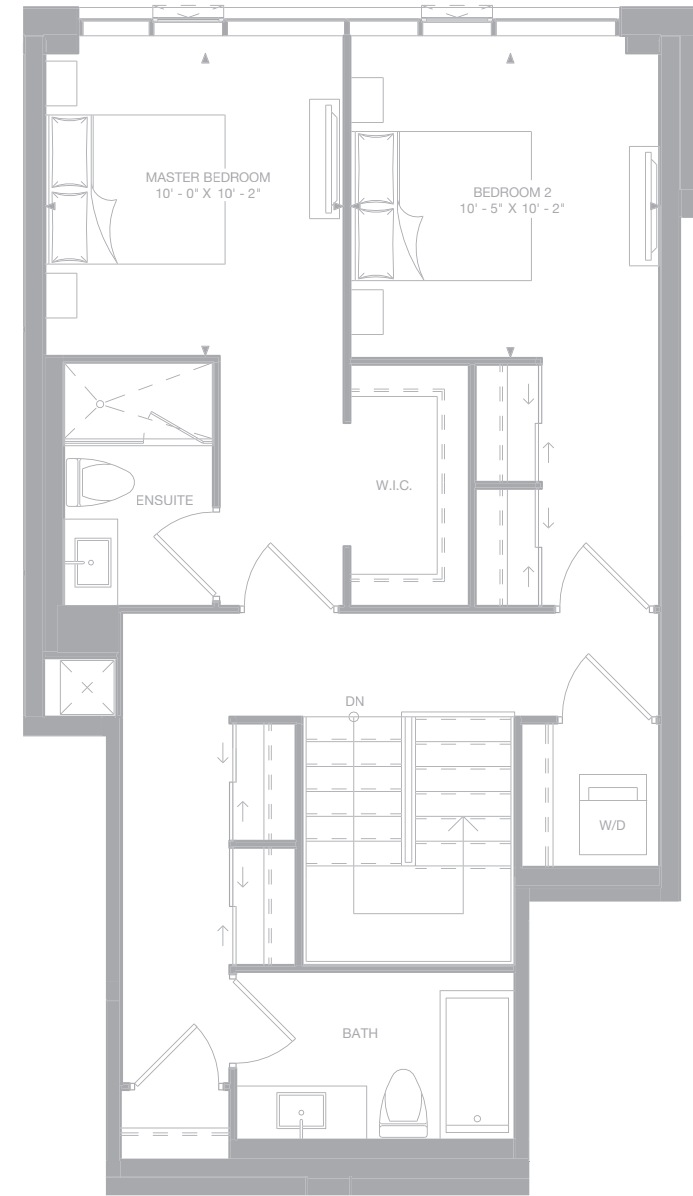 MASTER BEDROOM
10' - 0" X 10' - 2"
BEDROOM 2
10' - 5" X 10' - 2"
W.I.C.
ENSUITE
DN
W/D
BATH